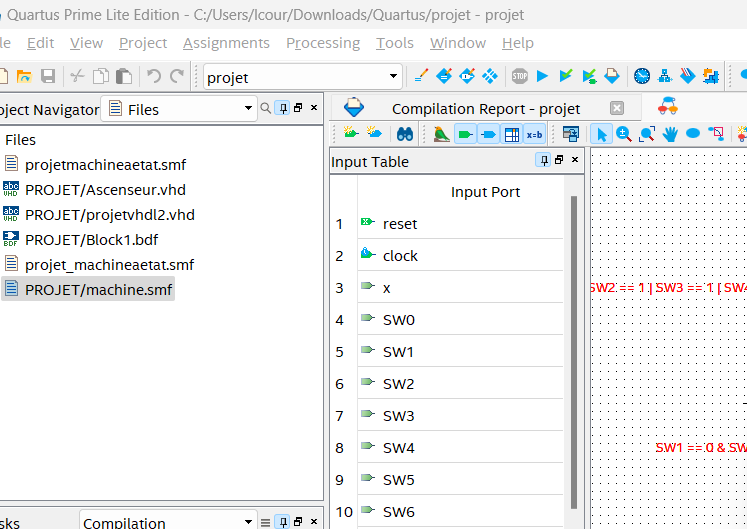 Quartus Prime Lite Edition - C:/Users/lcour/Downloads/Quartus/projet - projet
le Edit View Project Assignments Processing Tools Window Help
projet
oject Navigator Files
Compilation Report - projet
Files
projetmachineaetat.smf
PROJET/Ascenseur.vhd
PROJET/projetvhdl2.vhd
PROJET/Block1.bdf
projet_machineaetat.smf
PROJET/machine.smf
Input Table
Input Port
1 reset
2 clock
3 x
4 SW0
5 SW1
6 SW2
7 SW3
8 SW4
9 SW5
10 SW6
SW2 == 1 | SW3 == 1 | SW4
SW1 == 0 & SW
sks Compilation